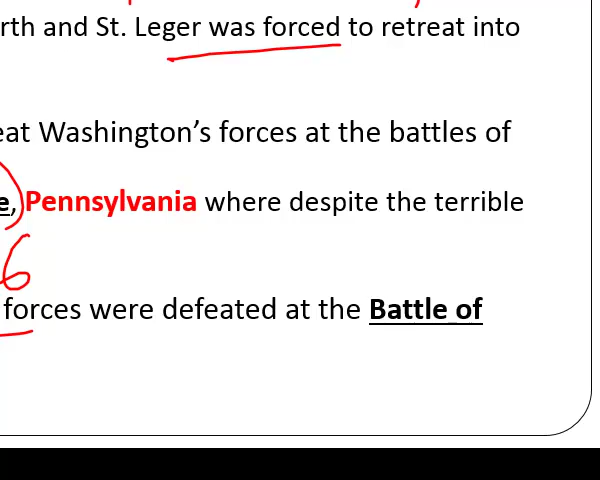 rth and St. Leger was forced to retreat into
eat Washington's forces at the battles of
e, Pennsylvania where despite the terrible
6
forces were defeated at the Battle of